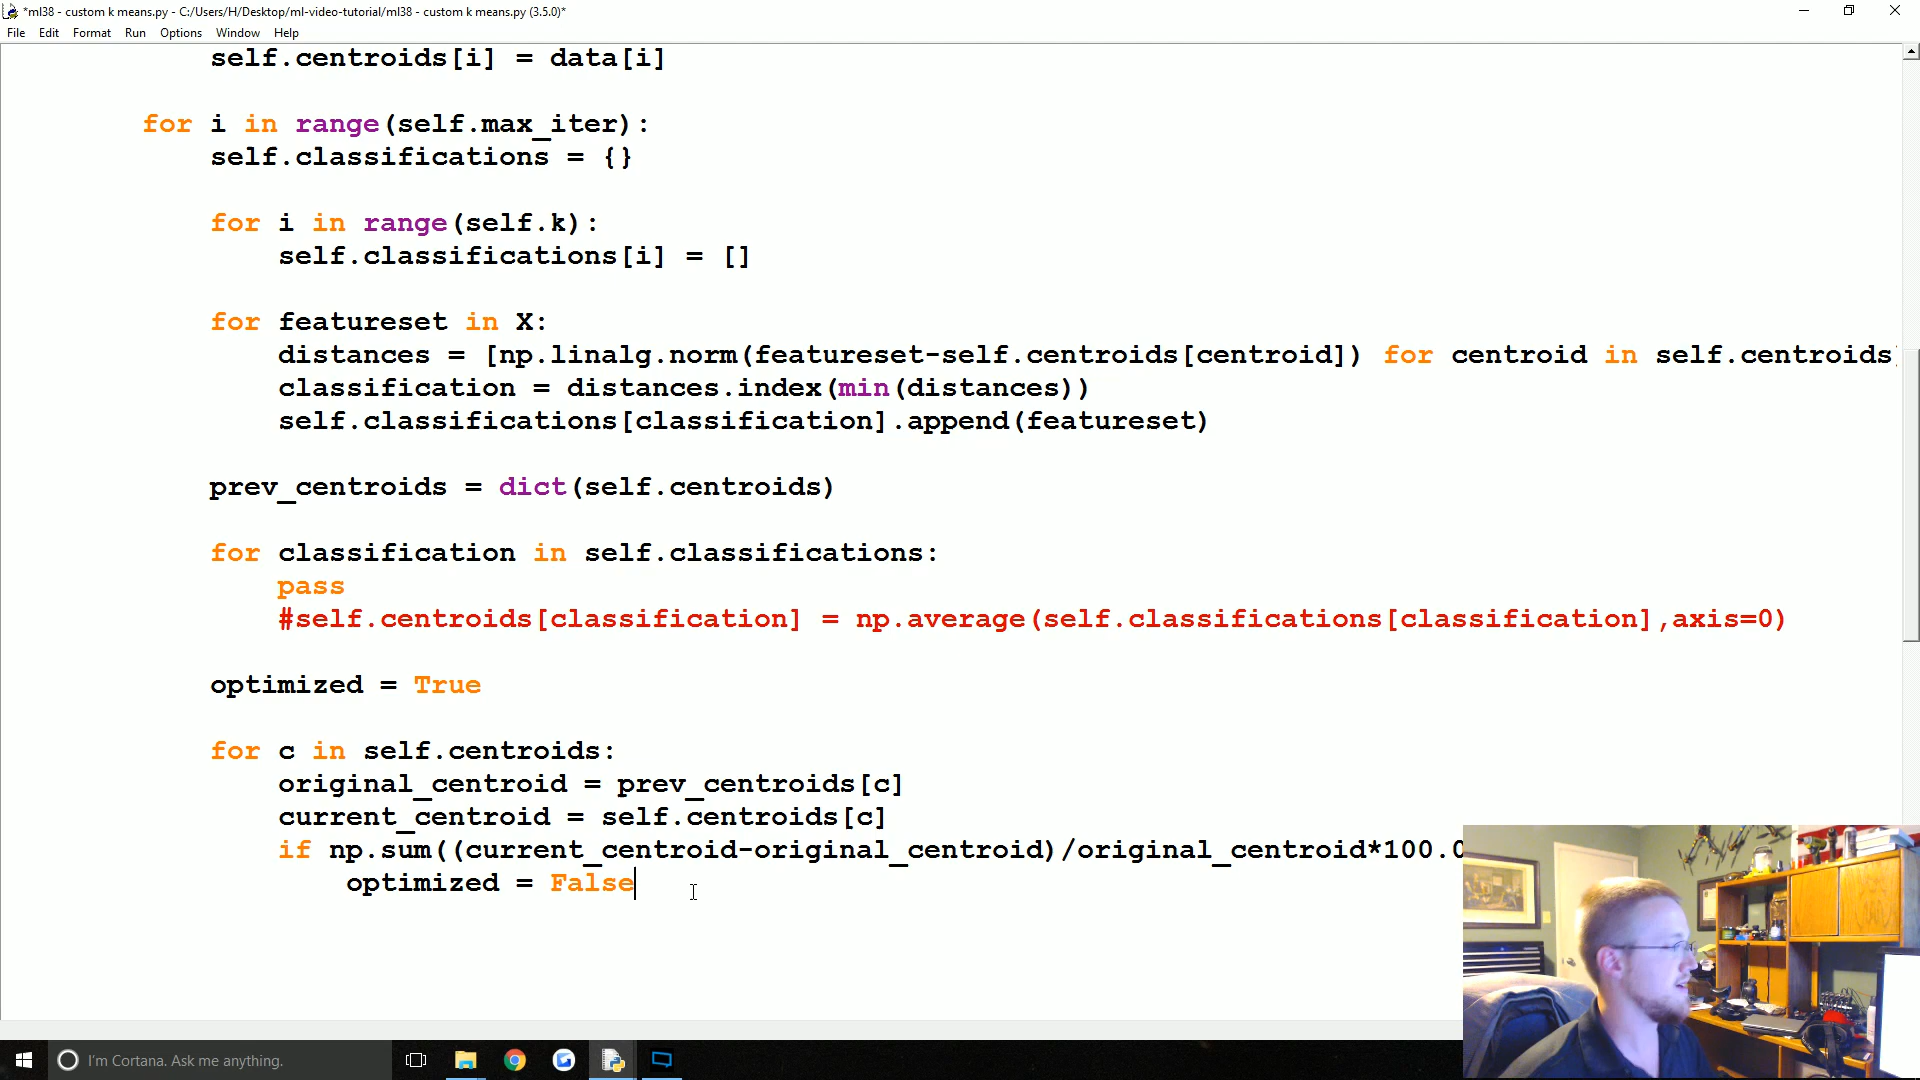 *ml38 - custom k means.py - C:/Users/H/Desktop/ml-video-tutorial/ml38 - custom k means.py (3.5.0)*
File Edit Format Run Options Window Help
self.centroids[i] = data[i]
for i in range(self.max_iter):
self.classifications = {}
for i in range(self.k):
self.classifications[i] = []
for featureset in X:
distances = [np.linalg.norm(featureset-self.centroids[centroid]) for centroid in self.centroids
classification = distances.index(min(distances))
self.classifications[classification].append(featureset)
prev_centroids = dict(self.centroids)
for classification in self.classifications:
pass
#self.centroids[classification] = np.average(self.classifications[classification],axis=0)
optimized = True
for c in self.centroids:
original_centroid = prev_centroids[c]
current_centroid = self.centroids[c]
if np.sum((current_centroid-original_centroid)/original_centroid*100.0
optimized = False
I'm Cortana. Ask me anything.